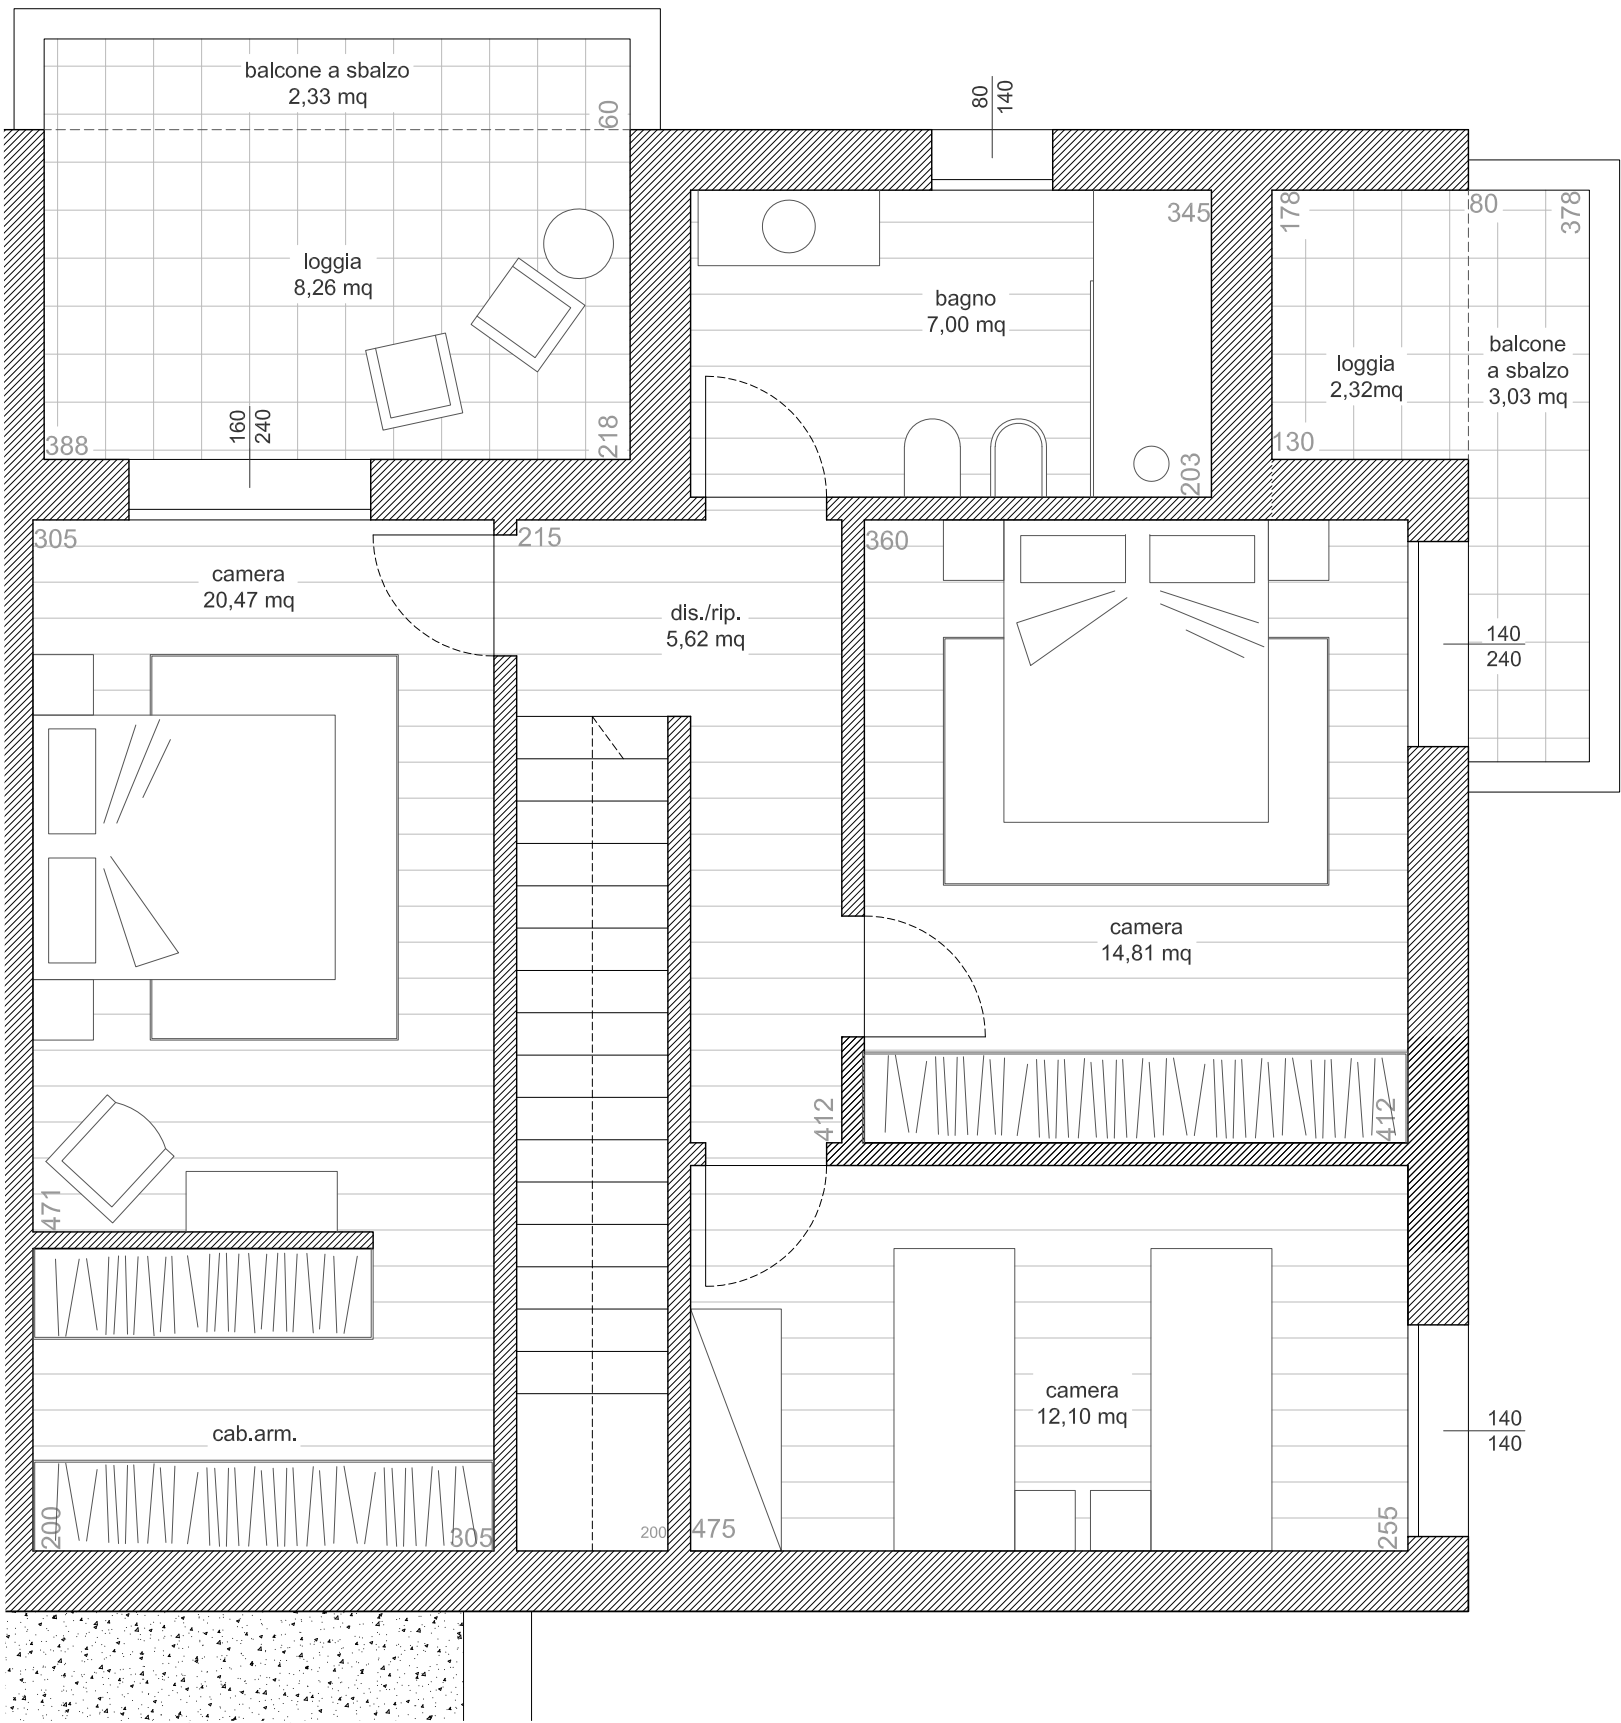 balcone a sbalzo
2,33 mq
60
80
140
loggia
8,26 mq
345
178
80
378
bagno
7,00 mq
balcone
a sbalzo
3,03 mq
loggia
2,32mq
160
240
388
218
203
130
305
215
360
camera
20,47 mq
dis./rip.
5,62 mq
140
240
camera
14,81 mq
412
412
471
camera
12,10 mq
140
140
cab.arm.
200
305
200
475
255